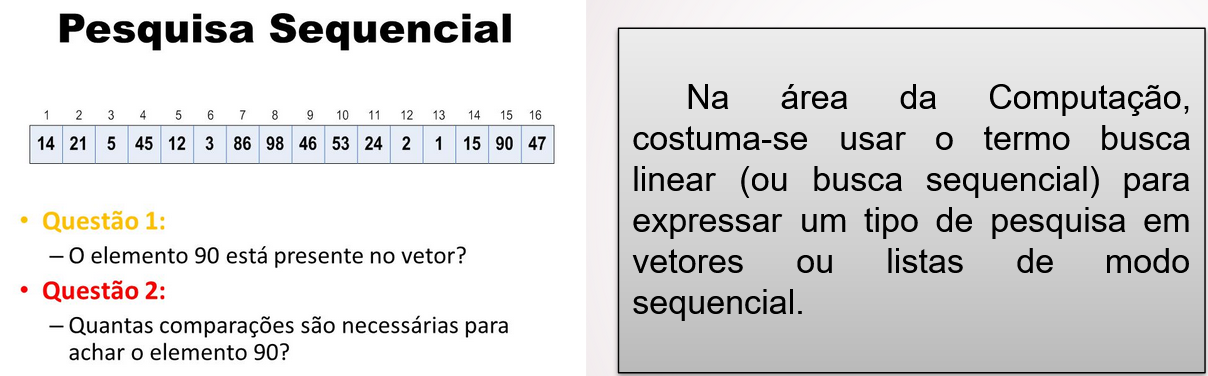 Pesquisa Sequencial
1 2 3 4 5 6 7 8 9 10 11 12 13 14 15 16
14 21 5 45 12 3 86 98 46 53 24 2 1 15 90 47
• Questão 1:
– O elemento 90 está presente no vetor?
• Questão 2:
– Quantas comparações são necessárias para
achar o elemento 90?
Na área da Computação,
costuma-se usar o termo busca
linear (ou busca sequencial) para
expressar um tipo de pesquisa em
vetores ou listas de modo
sequencial.